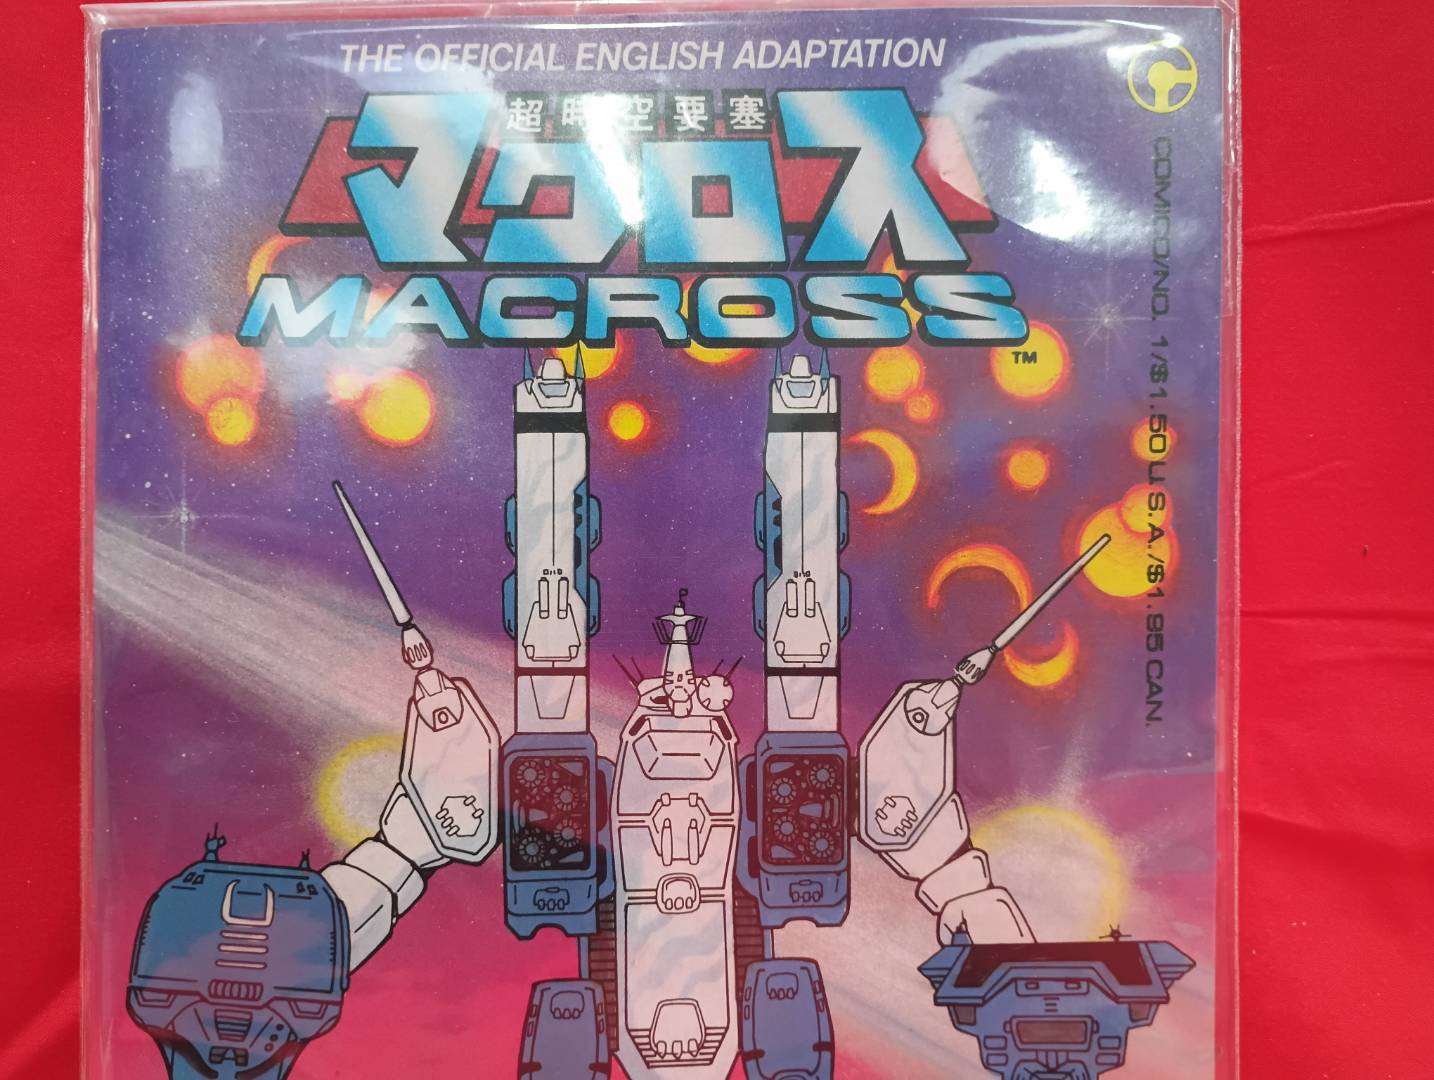 THE OFFICIAL ENGLISH ADAPTATION
超時空要塞
マクロス
MACROSS
TM
COMICO/NO. 1/$1.50 U.S.A./$1.95 CAN.